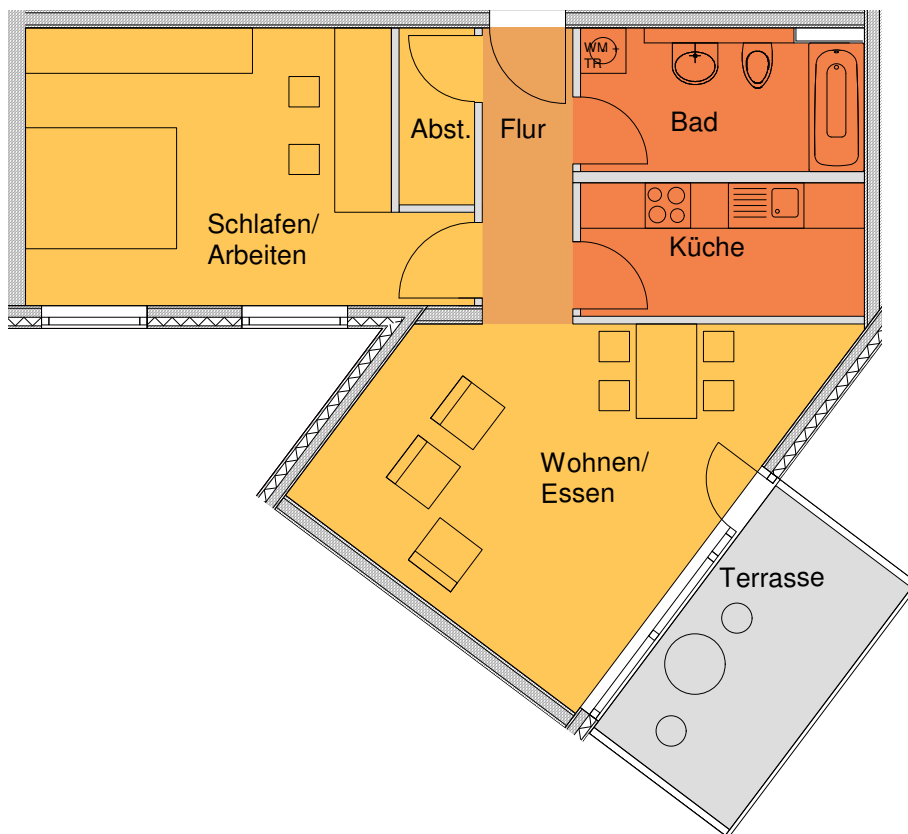 WM
TR
Abst.
Flur
Bad
Schlafen/
Arbeiten
Küche
Wohnen/
Essen
Terrasse